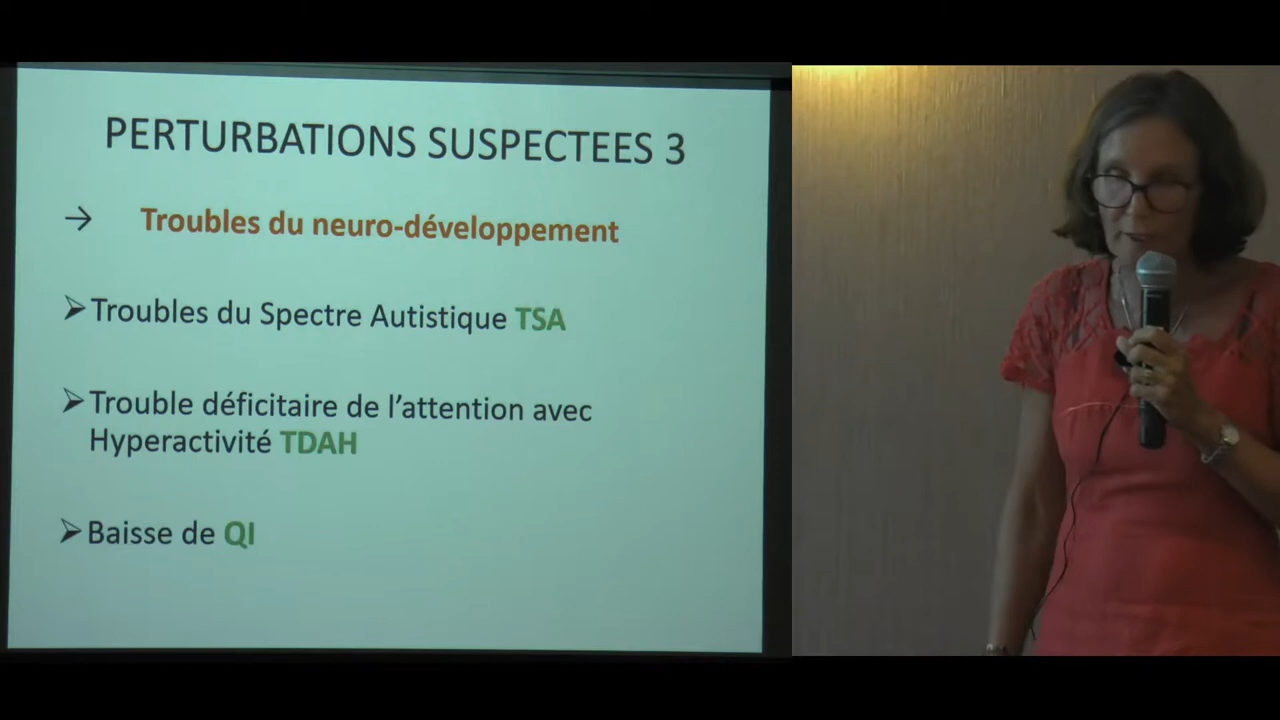 PERTURBATIONS SUSPECTEES 3
→ Troubles du neuro-développement
➢ Troubles du Spectre Autistique TSA
➢ Trouble déficitaire de l’attention avec
Hyperactivité TDAH
➢ Baisse de QI